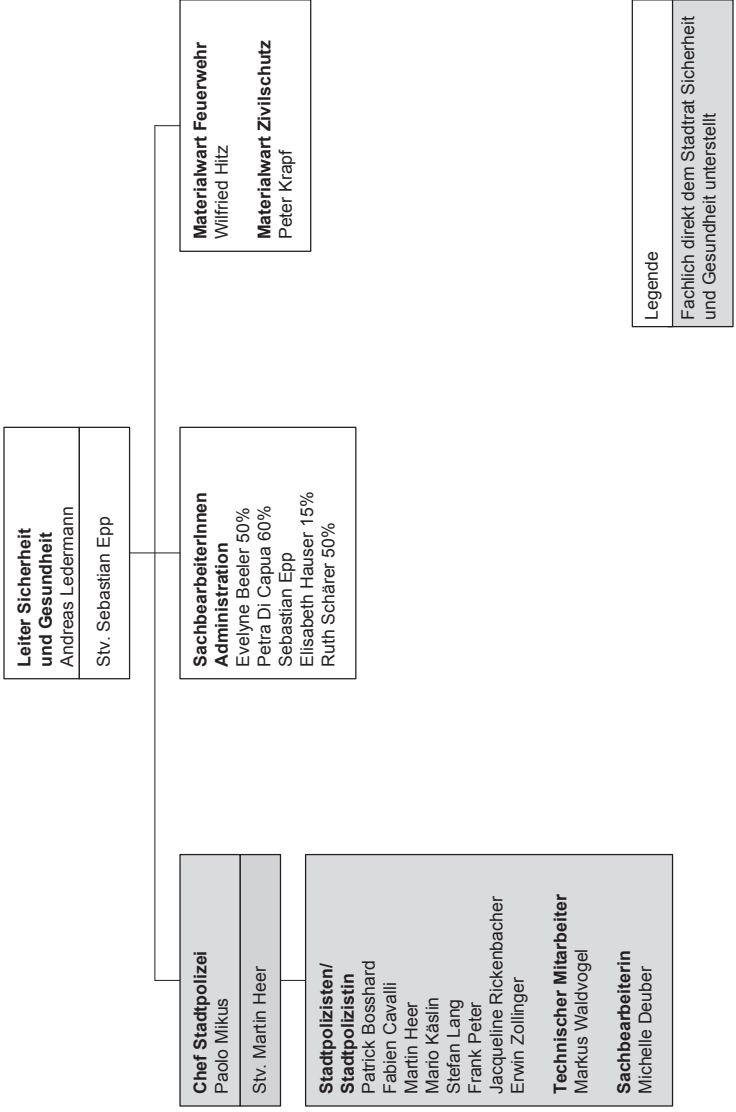 Leiter Sicherheit
und Gesundheit
Andreas Ledermann
Stv. Sebastian Epp
Chef Stadtpolizei
Paolo Mikus
Stv. Martin Heer
Stadtpolizisten/
Stadtpolizistin
Patrick Bosshard
Fabien Cavalli
Martin Heer
Mario Käslin
Stefan Lang
Frank Peter
Jacqueline Rickenbacher
Erwin Zollinger
Technischer Mitarbeiter
Markus Waldvogel
Sachbearbeiterin
Michelle Deuber
SachbearbeiterInnen
Administration
Evelyne Beeler 50%
Petra Di Capua 60%
Sebastian Epp
Elisabeth Hauser 15%
Ruth Schärer 50%
Materialwart Feuerwehr
Wilfried Hitz
Materialwart Zivilschutz
Peter Krapf
Legende
Fachlich direkt dem Stadtrat Sicherheit
und Gesundheit unterstellt